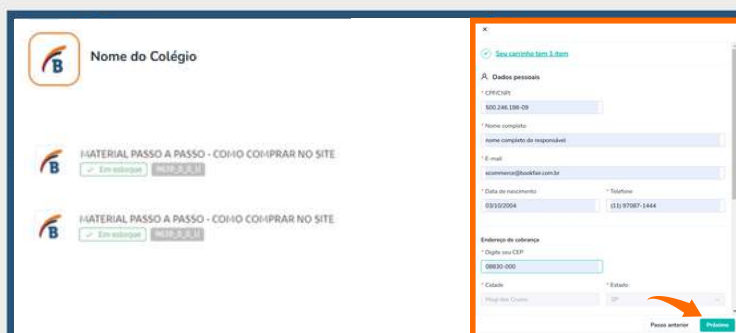 B
Nome do Colégio
B
MATERIAL PASSO A PASSO - COMO COMPRAR NO SITE
Em estoque
B
MATERIAL PASSO A PASSO - COMO COMPRAR NO SITE
Em estoque
×
Seu carrinho tem 1 item
Dados pessoais
* CPF/CNPJ
500.246.198-09
* Nome completo
nome completo do responsável
* E-mail
ecommerce@bookfair.com.br
* Data de nascimento * Telefone
03/10/2004 (11) 97087-1444
Endereço de cobrança
* Digite seu CEP
08830-000
* Cidade * Estado
Mogi das Cruzes SP
Passo anterior Próximo